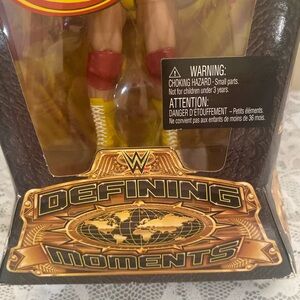 WARNING:
CHOKING HAZARD - Small parts.
Not for children under 3 years.
ATTENTION:
DANGER D'ÉTOUFFEMENT - Petits éléments.
Ne convient pas aux enfants de moins de 36 mois.
W
DEFINING
MOMENTS